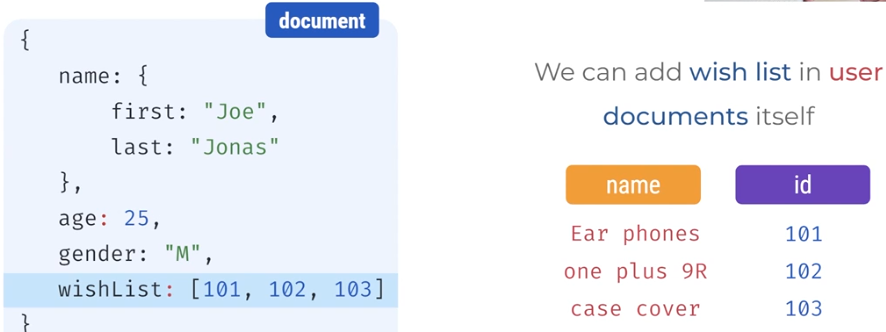 document
{
name: {
first: "Joe",
last: "Jonas"
},
age: 25,
gender: "M",
wishList: [101, 102, 103]
}
We can add wish list in user
documents itself
name id
Ear phones 101
one plus 9R 102
case cover 103